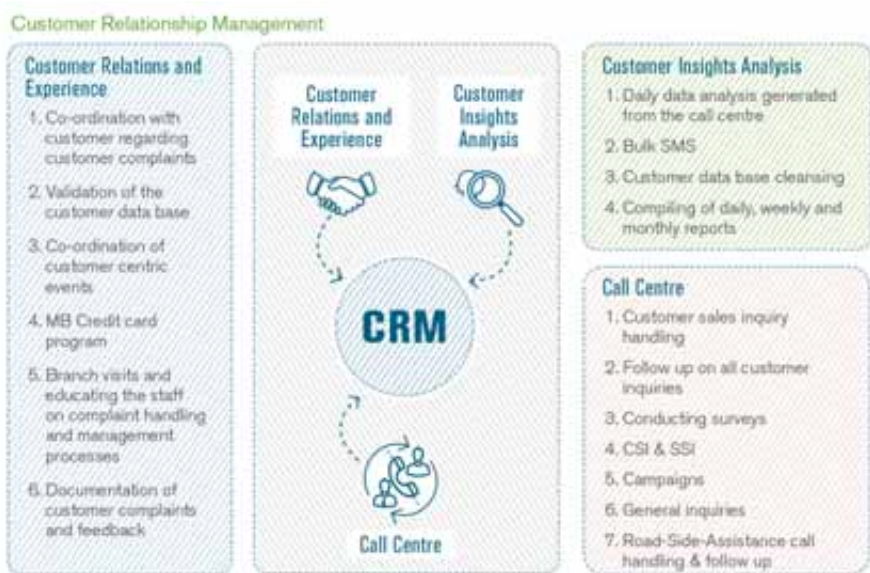 Customer Relationship Management
Customer Relations and
Experience
1. Co-ordination with
customer regarding
customer complaints
2. Validation of the
customer data base
3. Co-ordination of
customer centric
events
4. MB Credit card
program
5. Branch visits and
educating the staff
on complaint handling
and management
processes
6. Documentation of
customer complaints
and feedback
Customer
Relations and
Experience
Customer
Insights
Analysis
CRM
Call Centre
Customer Insights Analysis
1. Daily data analysis generated
from the call centre
2. Bulk SMS
3. Customer data base cleansing
4. Compiling of daily, weekly and
monthly reports
Call Centre
1. Customer sales inquiry
handling
2. Follow up on all customer
inquiries
3. Conducting surveys
4. CSI & SSI
5. Campaigns
6. General inquiries
7. Road-Side-Assistance call
handling & follow up